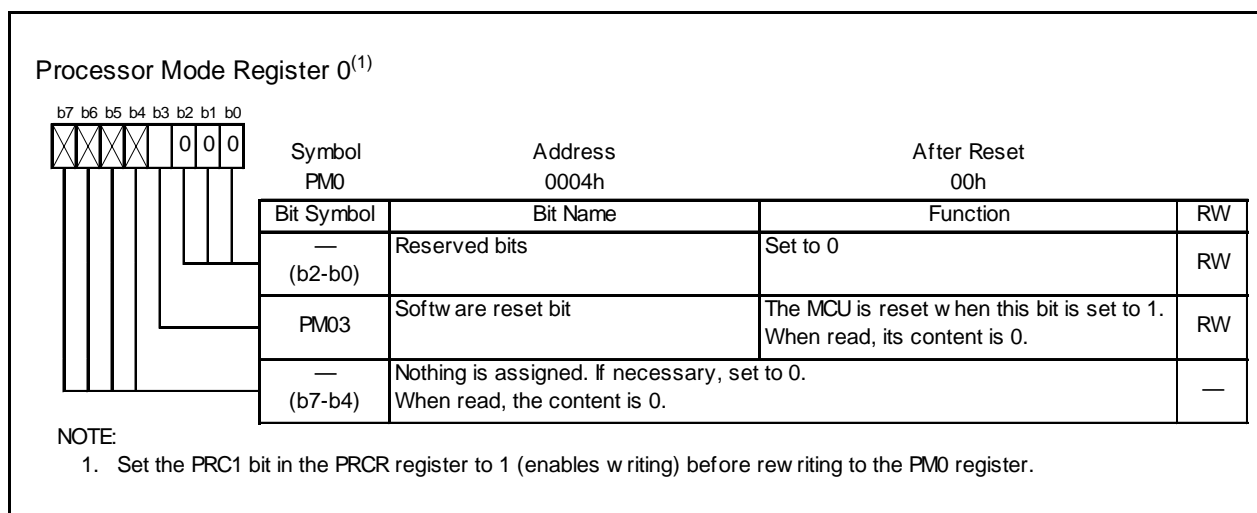 Processor Mode Register 0(1)
b7 b6 b5 b4 b3 b2 b1 b0
0 0 0
Symbol Address After Reset
PM0 0004h 00h
Bit Symbol Bit Name Function RW
— (b2-b0) Reserved bits Set to 0 RW
PM03 Softw are reset bit The MCU is reset w hen this bit is set to 1. RW
When read, its content is 0.
— (b7-b4) Nothing is assigned. If necessary, set to 0. —
When read, the content is 0.
NOTE:
1. Set the PRC1 bit in the PRCR register to 1 (enables w riting) before rew riting to the PM0 register.